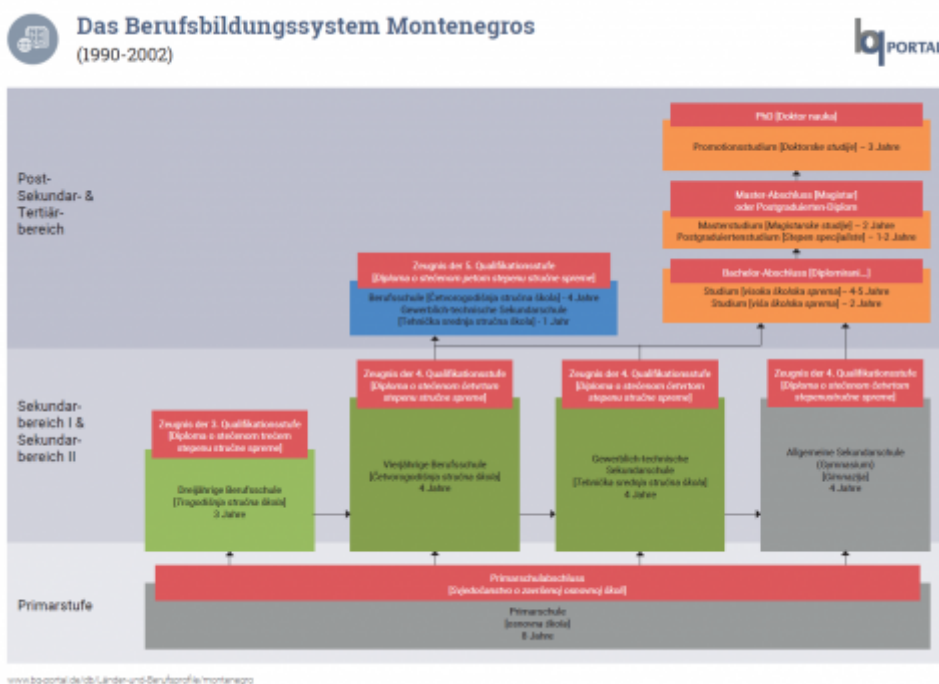 Das Berufsbildungssystem Montenegros
(1990-2002)
bq PORTAL
Post-
Sekundar- &
Tertiär-
bereich
PhD [Doktor nauka]
Promotionsstudium [Doktorske studije] – 3 Jahre
Master-Abschluss [Magistar]
oder Postgraduierten-Diplom
Masterstudium [Magistarske studije] – 2 Jahre
Postgraduiertenstudium [Stepen specijaliste] – 1-2 Jahre
Bachelor-Abschluss [Diplomirani...]
Studium [visoka školska sprema] – 4-5 Jahre
Studium [viša školska sprema] – 2 Jahre
Zeugnis der 5. Qualifikationsstufe
[Diploma o stečenom petom stepenu stručne spreme]
Berufsschule [Četvorogodišnja stručna škola] - 4 Jahre
Gewerblich-technische Sekundarschule
[Tehnička srednja stručna škola] - 1 Jahr
Sekundar-
bereich I &
Sekundar-
bereich II
Zeugnis der 3. Qualifikationsstufe
[Diploma o stečenom trećem
stepenu stručne spreme]
Dreijährige Berufsschule
[Trogodišnja stručna škola]
3 Jahre
Zeugnis der 4. Qualifikationsstufe
[Diploma o stečenom četvrtom
stepenu stručne spreme]
Vierjährige Berufsschule
[Četvorogodišnja stručna škola]
4 Jahre
Zeugnis der 4. Qualifikationsstufe
[Diploma o stečenom četvrtom
stepenu stručne spreme]
Gewerblich-technische
Sekundarschule
[Tehnička srednja stručna škola]
4 Jahre
Zeugnis der 4. Qualifikationsstufe
[Diploma o stečenom četvrtom
stepenustručne spreme]
Allgemeine Sekundarschule
(Gymnasium)
[Gimnazija]
4 Jahre
Primarstufe
Primarschulabschluss
[Svjedočanstvo o završenoj osnovnoj školi]
Primarschule
[osnovna škola]
8 Jahre
www.bq-portal.de/db/Länder-und-Berufsprofile/montenegro